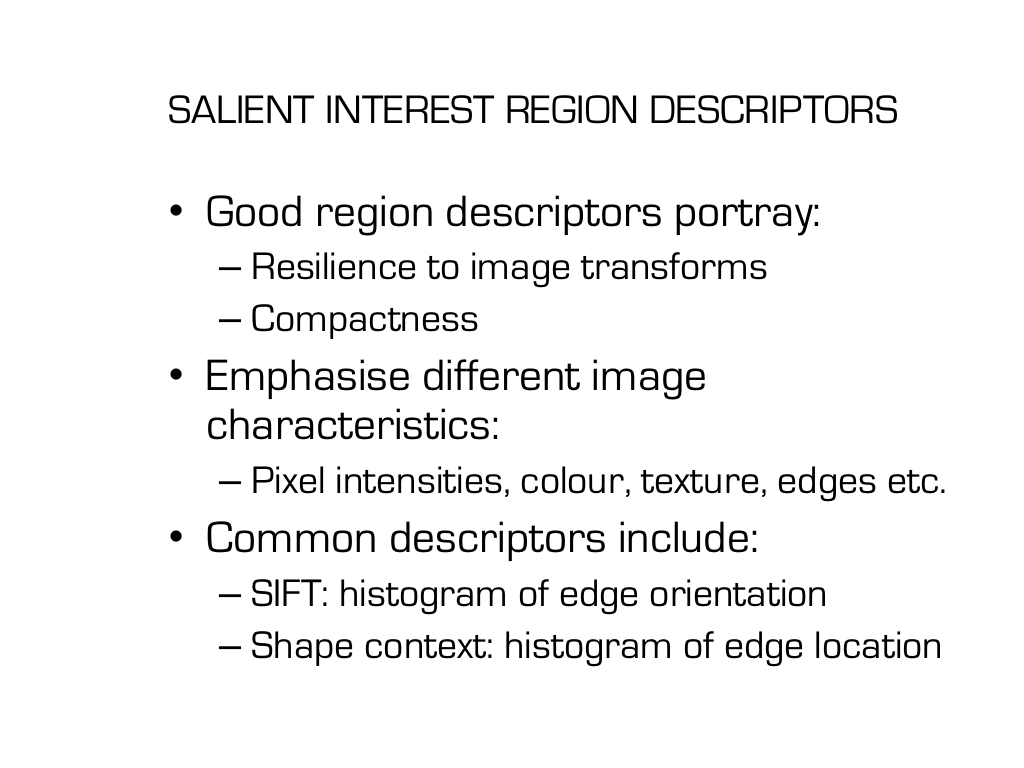 SALIENT INTEREST REGION DESCRIPTORS
• Good region descriptors portray:
– Resilience to image transforms
– Compactness
• Emphasise different image
characteristics:
– Pixel intensities, colour, texture, edges etc.
• Common descriptors include:
– SIFT: histogram of edge orientation
– Shape context: histogram of edge location